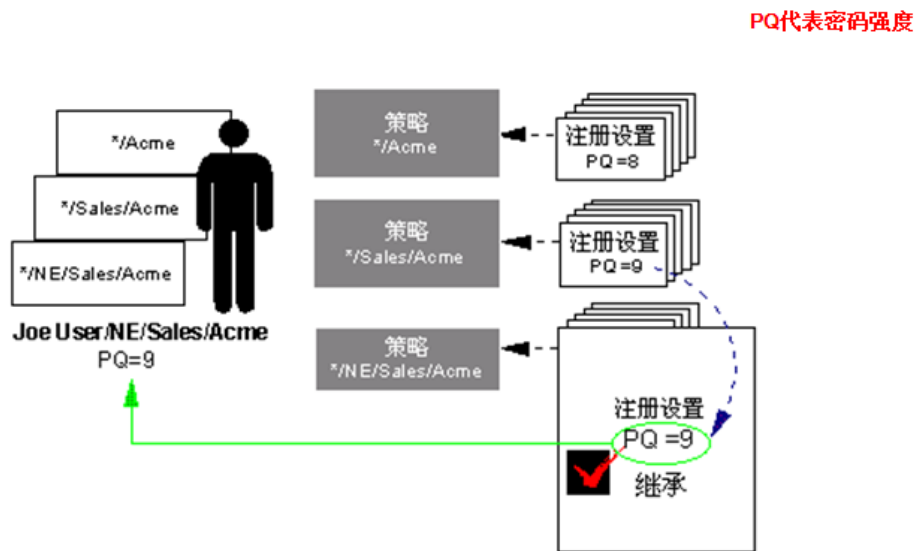 PQ代表密码强度
*/Acme
*/Sales/Acme
*/NE/Sales/Acme
Joe User/NE/Sales/Acme
PQ=9
策略
*/Acme
注册设置
PQ =8
策略
*/Sales/Acme
注册设置
PQ =9
策略
*/NE/Sales/Acme
注册设置
PQ =9
继承